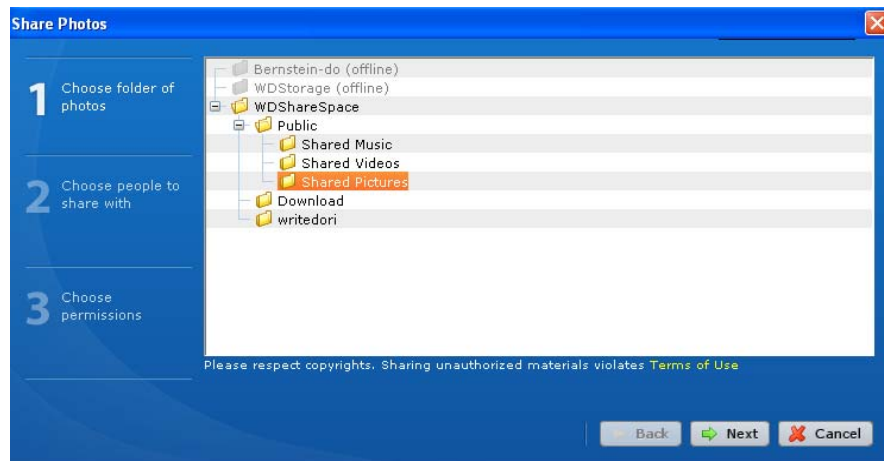 Share Photos
1 Choose folder of
photos
2 Choose people to
share with
3 Choose
permissions
Bernstein-do (offline)
WDStorage (offline)
WDShareSpace
Public
Shared Music
Shared Videos
Shared Pictures
Download
writedori
Please respect copyrights. Sharing unauthorized materials violates Terms of Use
Back Next Cancel